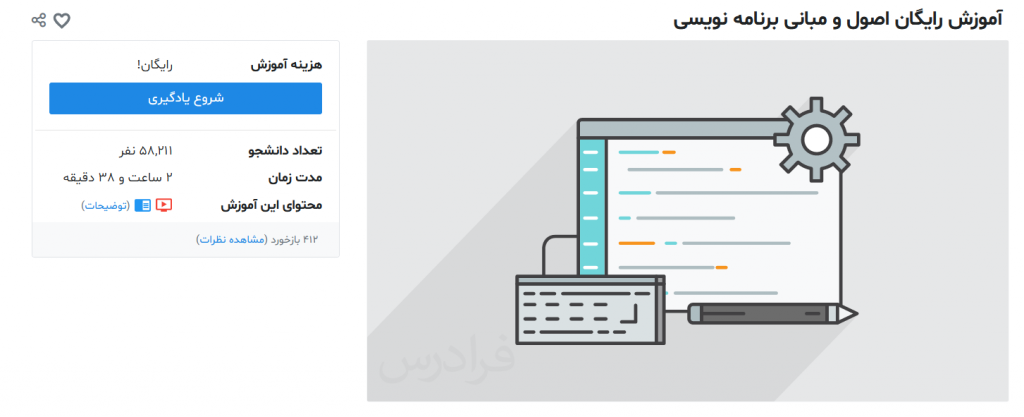 آموزش رایگان اصول و مبانی برنامه نویسی
هزینه آموزش رایگان!
شروع یادگیری
تعداد دانشجو ۵۸,۲۱۱ نفر
مدت زمان ۲ ساعت و ۳۸ دقیقه
محتوای این آموزش (توضیحات)
۴۱۲ بازخورد (مشاهده نظرات)
فرادرس